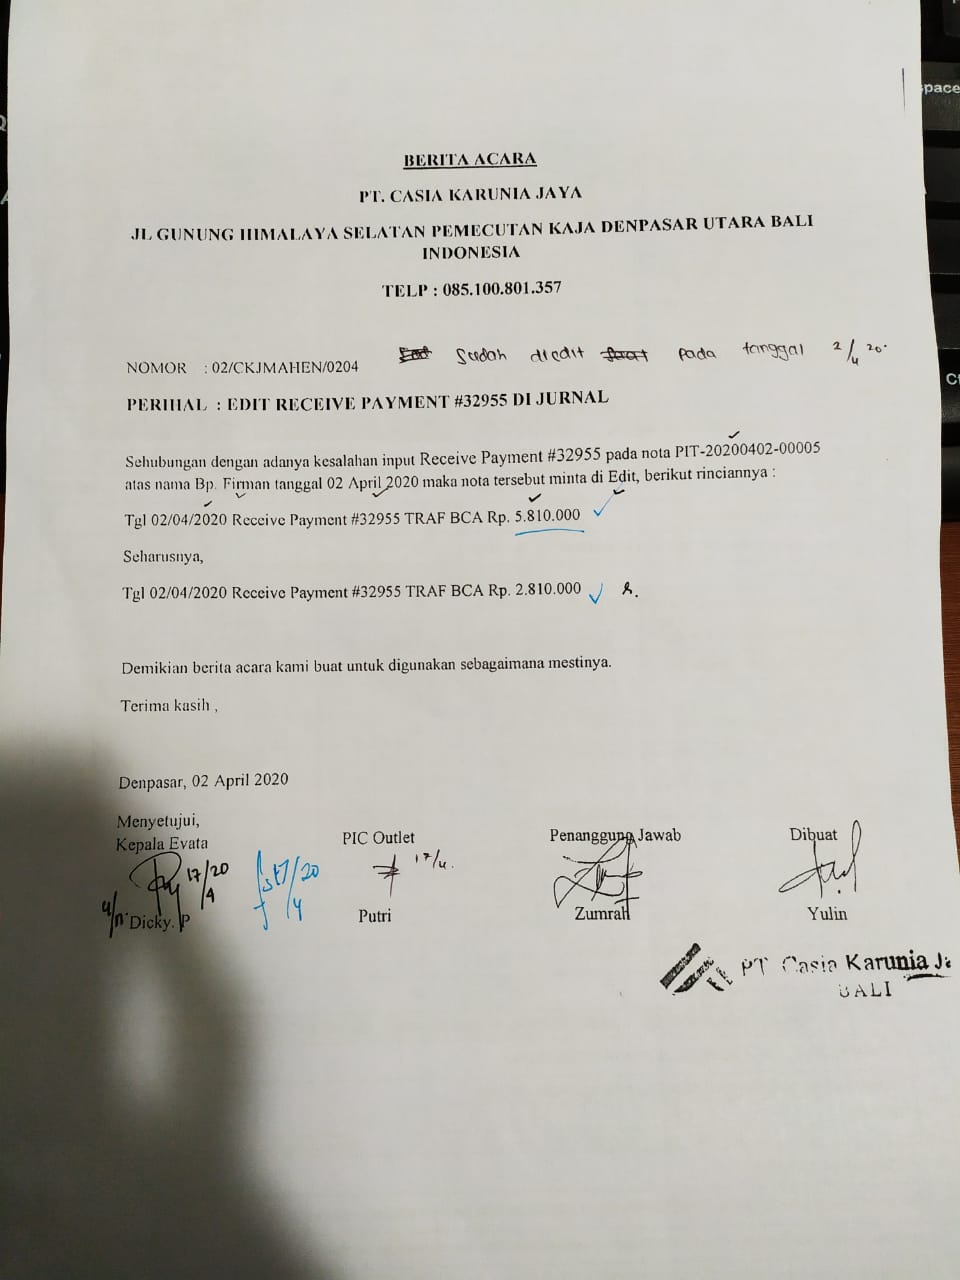 BERITA ACARA
PT. CASIA KARUNIA JAYA
JL GUNUNG HIMALAYA SELATAN PEMECUTAN KAJA DENPASAR UTARA BALI
INDONESIA
TELP : 085.100.801.357
Sudah diedit pada tanggal 2/4 20.
NOMOR : 02/CKJMAHEN/0204
PERIHAL : EDIT RECEIVE PAYMENT #32955 DI JURNAL
Sehubungan dengan adanya kesalahan input Receive Payment #32955 pada nota PIT-20200402-00005
atas nama Bp. Firman tanggal 02 April 2020 maka nota tersebut minta di Edit, berikut rinciannya :
Tgl 02/04/2020 Receive Payment #32955 TRAF BCA Rp. 5.810.000
Seharusnya,
Tgl 02/04/2020 Receive Payment #32955 TRAF BCA Rp. 2.810.000
Demikian berita acara kami buat untuk digunakan sebagaimana mestinya.
Terima kasih ,
Denpasar, 02 April 2020
Menyetujui,
Kepala Evata PIC Outlet Penanggung Jawab Dibuat
17/20 4 17/20 4 17/4.
Dicky. P Putri Zumrah Yulin
PT Casia Karunia Ja
BALI
pace